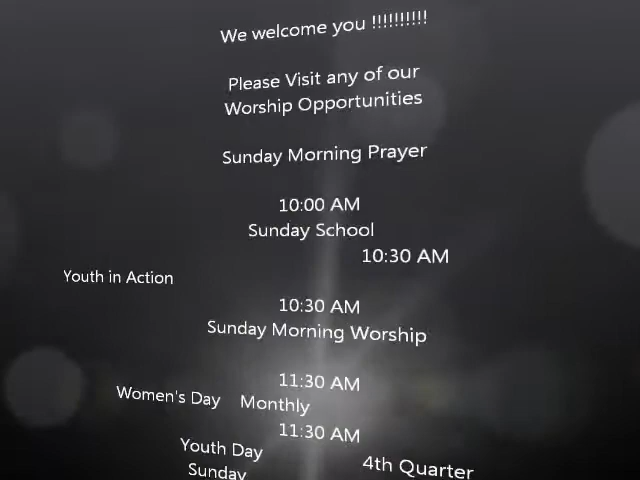 We welcome you !!!!!!!!!!
Please Visit any of our
Worship Opportunities
Sunday Morning Prayer
10:00 AM
Sunday School
10:30 AM
Youth in Action
10:30 AM
Sunday Morning Worship
11:30 AM
Women's Day Monthly
11:30 AM
Youth Day
4th Quarter
Sunday